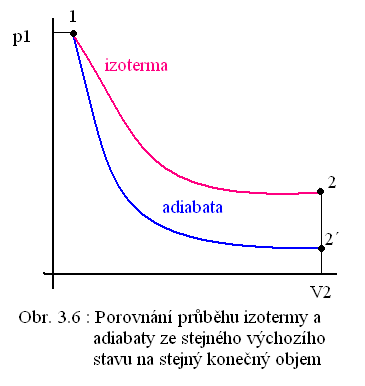 1
p1
izoterma
2
adiabata
2´
V2
Obr. 3.6 : Porovnání průběhu izotermy a
adiabaty ze stejného výchozího
stavu na stejný konečný objem